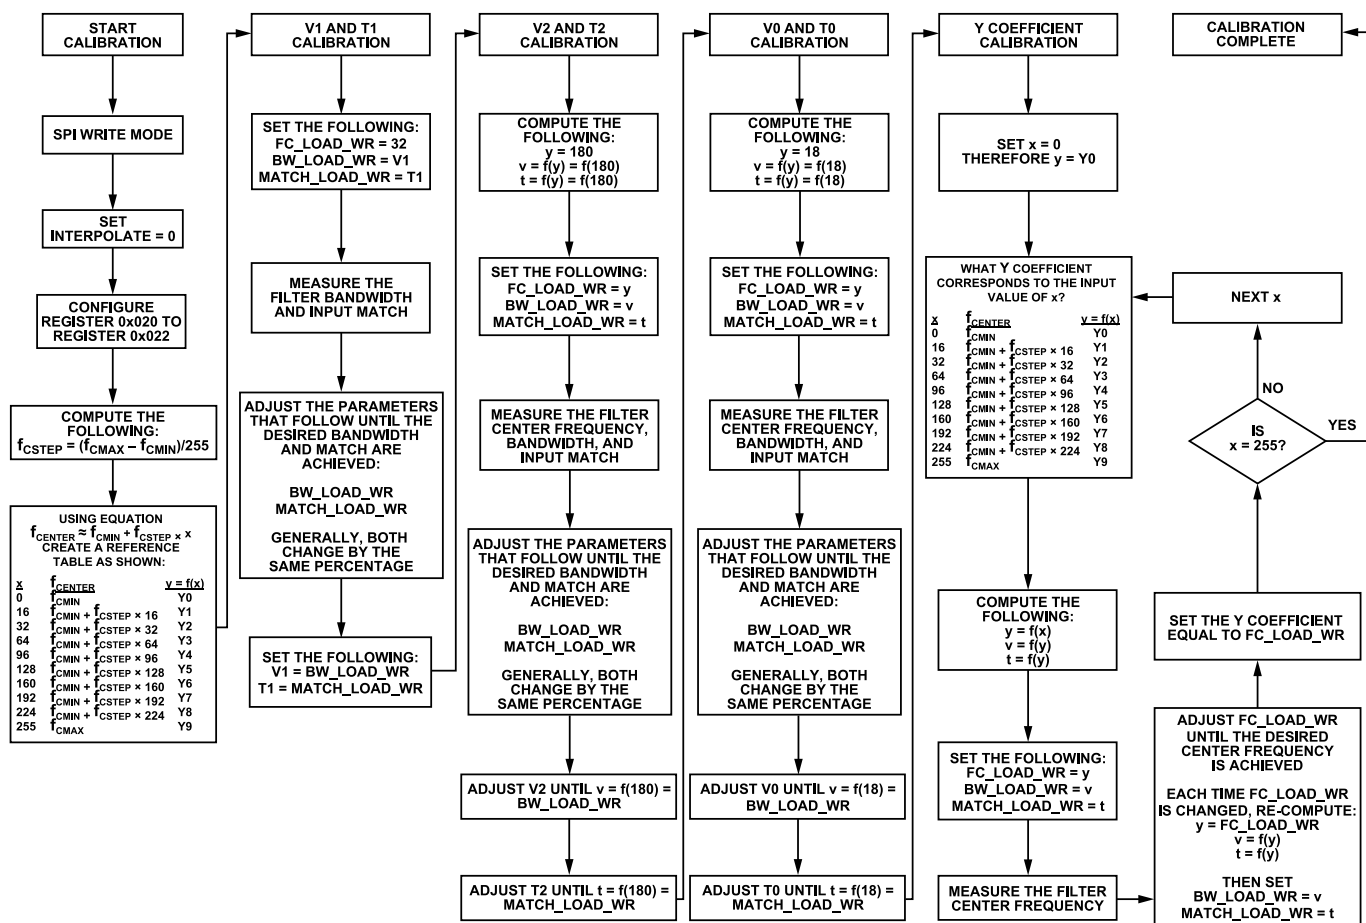 START
CALIBRATION
SPI WRITE MODE
SET
INTERPOLATE = 0
CONFIGURE
REGISTER 0x020 TO
REGISTER 0x022
COMPUTE THE
FOLLOWING:
fCSTEP = (fCMAX – fCMIN)/255
USING EQUATION
fCENTER ≈ fCMIN + fCSTEP × x
CREATE A REFERENCE
TABLE AS SHOWN:
x fCENTER y = f(x)
0 fCMIN Y0
16 fCMIN + fCSTEP × 16 Y1
32 fCMIN + fCSTEP × 32 Y2
64 fCMIN + fCSTEP × 64 Y3
96 fCMIN + fCSTEP × 96 Y4
128 fCMIN + fCSTEP × 128 Y5
160 fCMIN + fCSTEP × 160 Y6
192 fCMIN + fCSTEP × 192 Y7
224 fCMIN + fCSTEP × 224 Y8
255 fCMAX Y9
V1 AND T1
CALIBRATION
SET THE FOLLOWING:
FC_LOAD_WR = 32
BW_LOAD_WR = V1
MATCH_LOAD_WR = T1
MEASURE THE
FILTER BANDWIDTH
AND INPUT MATCH
ADJUST THE PARAMETERS
THAT FOLLOW UNTIL THE
DESIRED BANDWIDTH
AND MATCH ARE
ACHIEVED:
BW_LOAD_WR
MATCH_LOAD_WR
GENERALLY, BOTH
CHANGE BY THE
SAME PERCENTAGE
SET THE FOLLOWING:
V1 = BW_LOAD_WR
T1 = MATCH_LOAD_WR
V2 AND T2
CALIBRATION
COMPUTE THE
FOLLOWING:
y = 180
v = f(y) = f(180)
t = f(y) = f(180)
SET THE FOLLOWING:
FC_LOAD_WR = y
BW_LOAD_WR = v
MATCH_LOAD_WR = t
MEASURE THE FILTER
CENTER FREQUENCY,
BANDWIDTH, AND
INPUT MATCH
ADJUST THE PARAMETERS
THAT FOLLOW UNTIL THE
DESIRED BANDWIDTH
AND MATCH ARE
ACHIEVED:
BW_LOAD_WR
MATCH_LOAD_WR
GENERALLY, BOTH
CHANGE BY THE
SAME PERCENTAGE
ADJUST V2 UNTIL v = f(180) =
BW_LOAD_WR
ADJUST T2 UNTIL t = f(180) =
MATCH_LOAD_WR
V0 AND T0
CALIBRATION
COMPUTE THE
FOLLOWING:
y = 18
v = f(y) = f(18)
t = f(y) = f(18)
SET THE FOLLOWING:
FC_LOAD_WR = y
BW_LOAD_WR = v
MATCH_LOAD_WR = t
MEASURE THE FILTER
CENTER FREQUENCY,
BANDWIDTH, AND
INPUT MATCH
ADJUST THE PARAMETERS
THAT FOLLOW UNTIL THE
DESIRED BANDWIDTH
AND MATCH ARE
ACHIEVED:
BW_LOAD_WR
MATCH_LOAD_WR
GENERALLY, BOTH
CHANGE BY THE
SAME PERCENTAGE
ADJUST V0 UNTIL v = f(18) =
BW_LOAD_WR
ADJUST T0 UNTIL t = f(18) =
MATCH_LOAD_WR
Y COEFFICIENT
CALIBRATION
SET x = 0
THEREFORE y = Y0
WHAT Y COEFFICIENT
CORRESPONDS TO THE INPUT
VALUE OF x?
x fCENTER y = f(x)
0 fCMIN Y0
16 fCMIN + fCSTEP × 16 Y1
32 fCMIN + fCSTEP × 32 Y2
64 fCMIN + fCSTEP × 64 Y3
96 fCMIN + fCSTEP × 96 Y4
128 fCMIN + fCSTEP × 128 Y5
160 fCMIN + fCSTEP × 160 Y6
192 fCMIN + fCSTEP × 192 Y7
224 fCMIN + fCSTEP × 224 Y8
255 fCMAX Y9
COMPUTE THE
FOLLOWING:
y = f(x)
v = f(y)
t = f(y)
SET THE FOLLOWING:
FC_LOAD_WR = y
BW_LOAD_WR = v
MATCH_LOAD_WR = t
MEASURE THE FILTER
CENTER FREQUENCY
ADJUST FC_LOAD_WR
UNTIL THE DESIRED
CENTER FREQUENCY
IS ACHIEVED
EACH TIME FC_LOAD_WR
IS CHANGED, RE-COMPUTE:
y = FC_LOAD_WR
v = f(y)
t = f(y)
THEN SET
BW_LOAD_WR = v
MATCH_LOAD_WR = t
SET THE Y COEFFICIENT
EQUAL TO FC_LOAD_WR
IS
x = 255?
NO
YES
NEXT x
CALIBRATION
COMPLETE